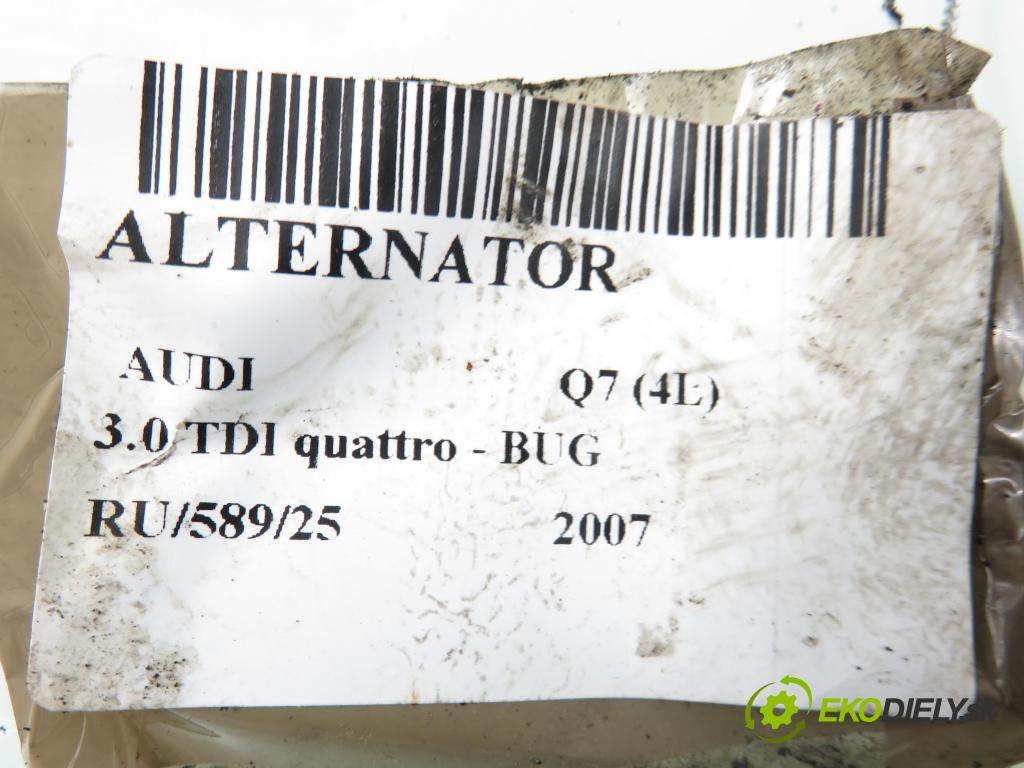 ALTERNATOR
AUDI Q7 (4L)
3.0 TDI quattro - BUG
RU/589/25 2007
EKODIELY.sk